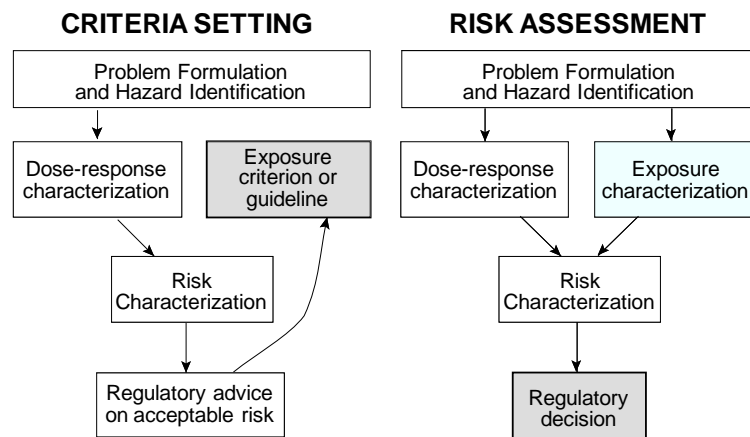 CRITERIA SETTING
Problem Formulation
and Hazard Identification
Dose-response
characterization
Exposure
criterion or
guideline
Risk
Characterization
Regulatory advice
on acceptable risk
RISK ASSESSMENT
Problem Formulation
and Hazard Identification
Dose-response
characterization
Exposure
characterization
Risk
Characterization
Regulatory
decision